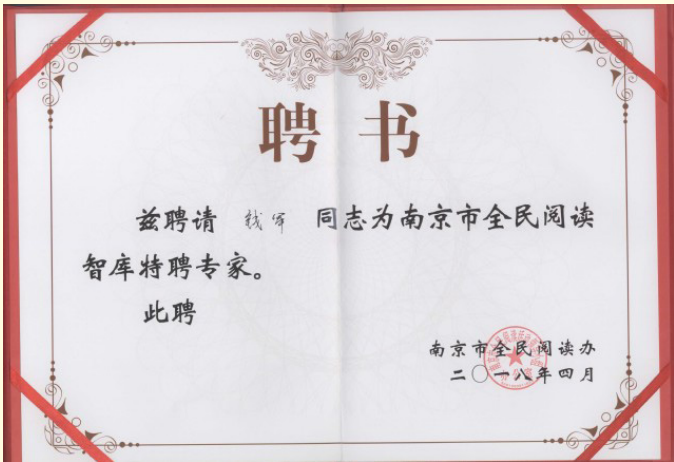 聘书
兹聘请 钱军 同志为南京市全民阅读
智库特聘专家。
此聘
南京市全民阅读办
二〇一八年四月